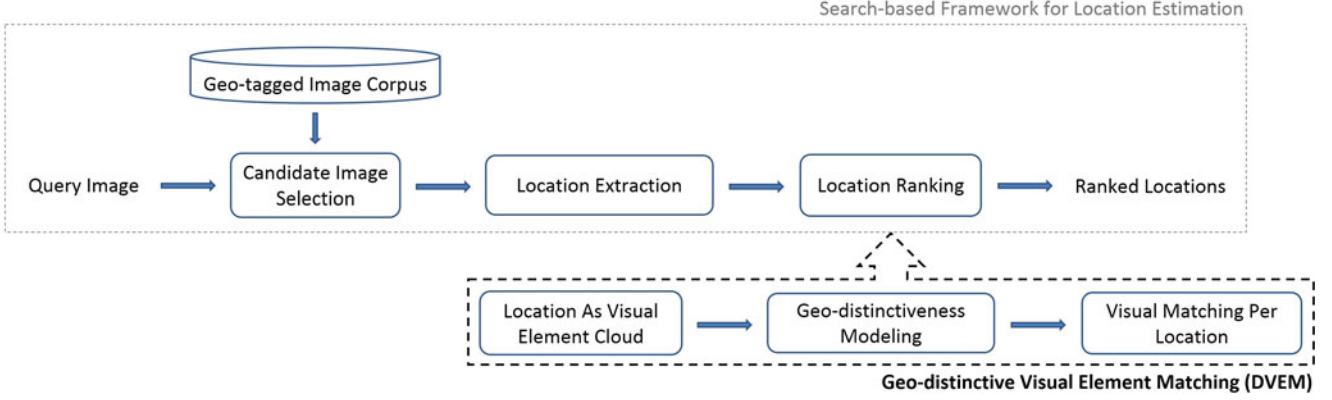 Search-based Framework for Location Estimation
Geo-tagged Image Corpus
Query Image
Candidate Image
Selection
Location Extraction
Location Ranking
Ranked Locations
Location As Visual
Element Cloud
Geo-distinctiveness
Modeling
Visual Matching Per
Location
Geo-distinctive Visual Element Matching (DVEM)